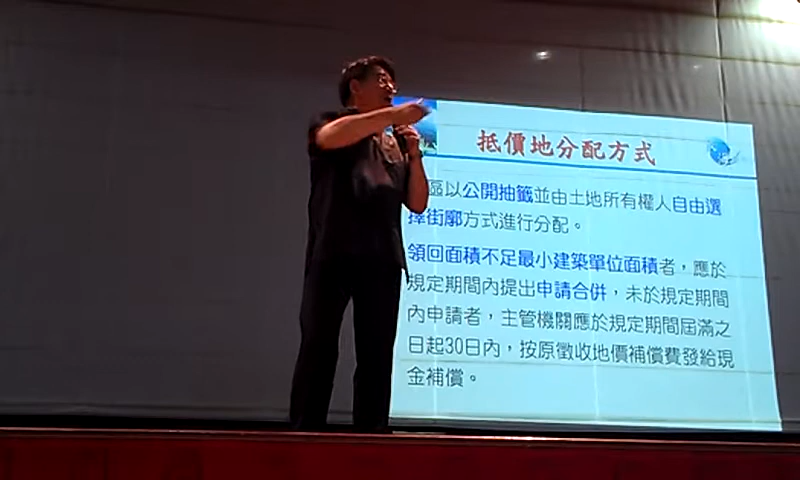 抵價地分配方式
區以公開抽籤並由土地所有權人自由選
擇街廓方式進行分配。
領回面積不足最小建築單位面積者，應於
規定期間內提出申請合併，未於規定期間
內申請者，主管機關應於規定期間屆滿之
日起30日內，按原徵收地價補償費發給現
金補償。